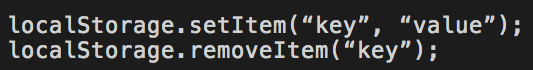 localStorage.setItem(“key”, “value”);
localStorage.removeItem(“key”);